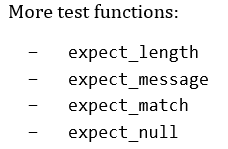 More test functions:
– expect_length
– expect_message
– expect_match
– expect_null